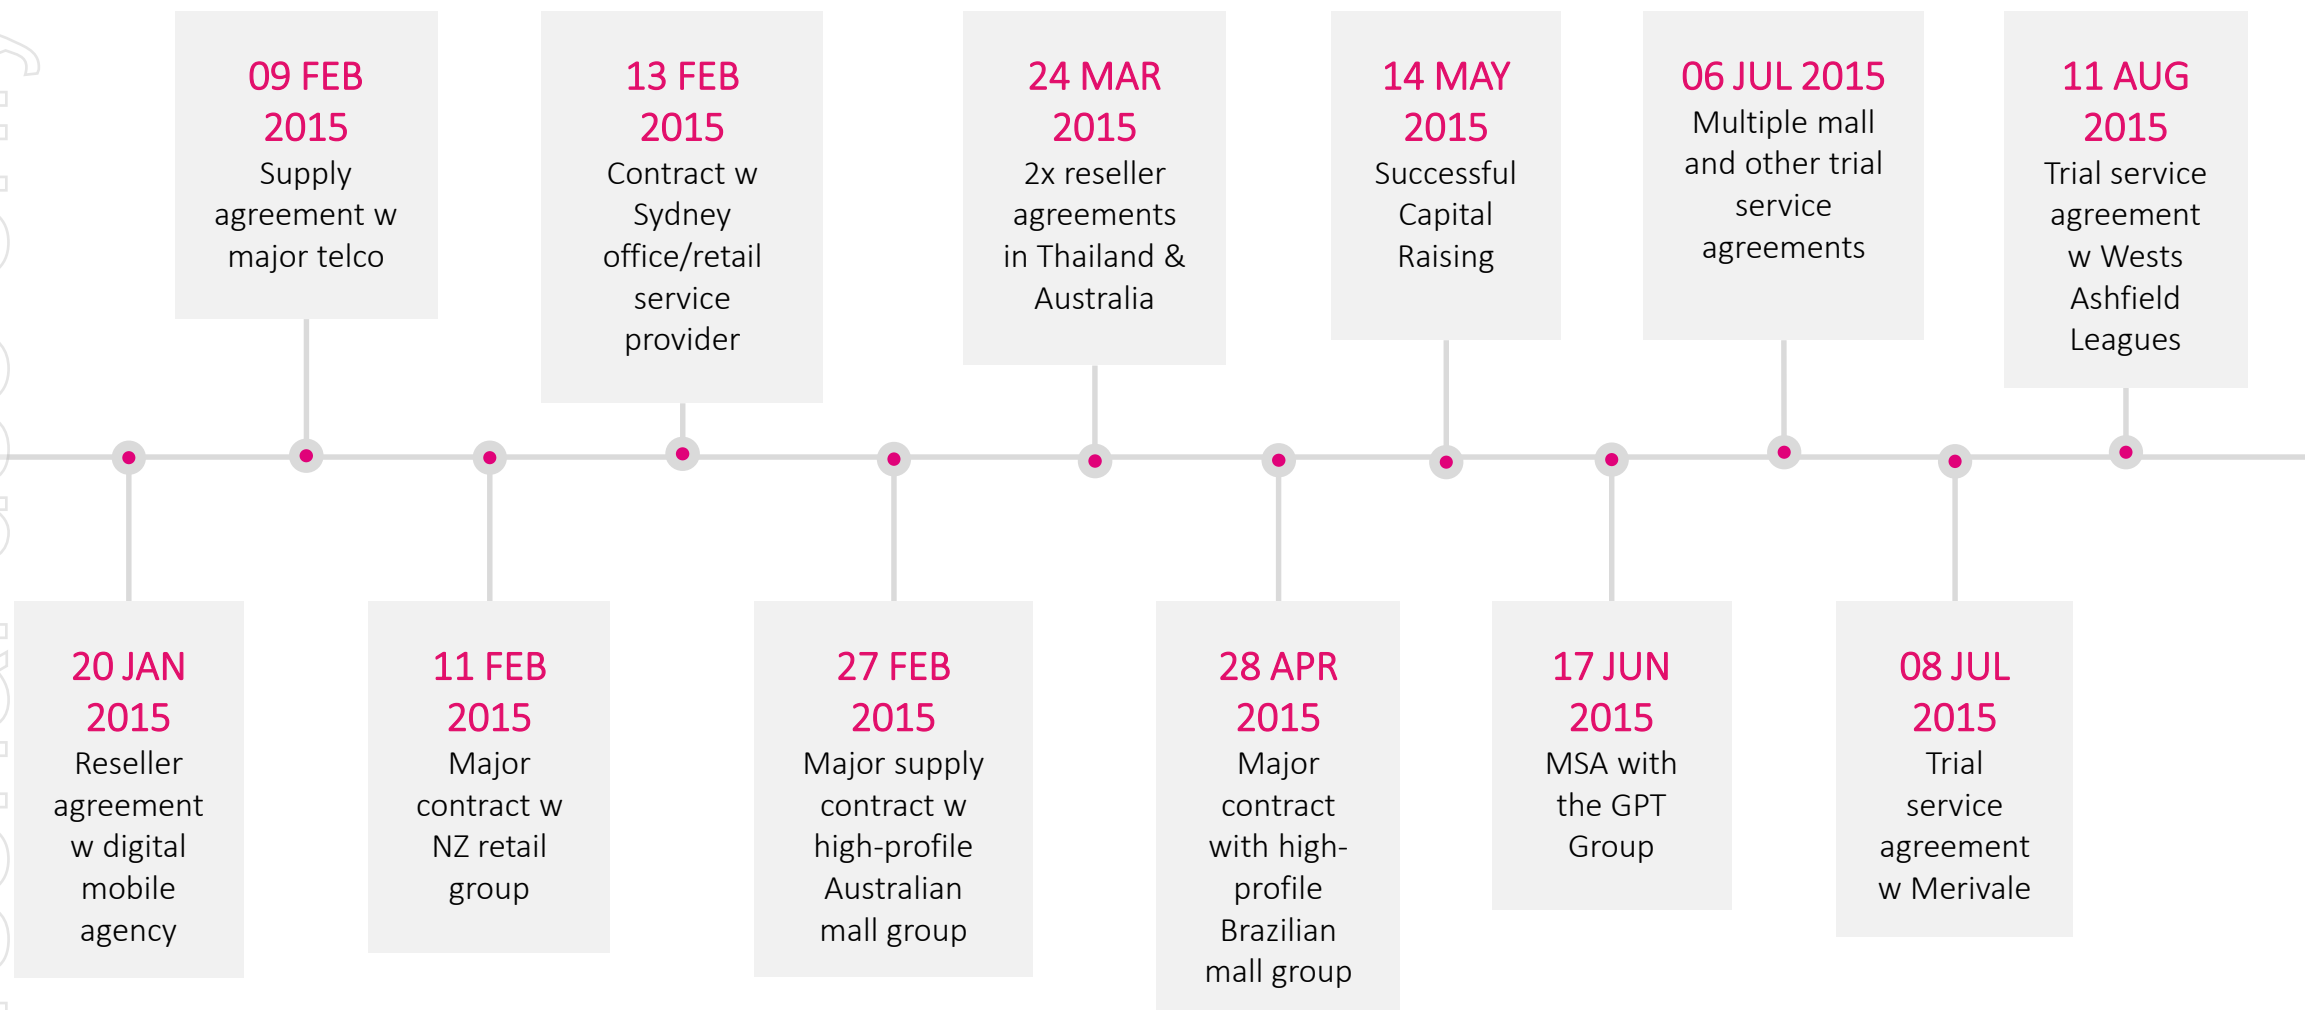 09 FEB
2015
Supply
agreement w
major telco
13 FEB
2015
Contract w
Sydney
office/retail
service
provider
24 MAR
2015
2x reseller
agreements
in Thailand &
Australia
14 MAY
2015
Successful
Capital
Raising
06 JUL 2015
Multiple mall
and other trial
service
agreements
11 AUG
2015
Trial service
agreement
w Wests
Ashfield
Leagues
20 JAN
2015
Reseller
agreement
w digital
mobile
agency
11 FEB
2015
Major
contract w
NZ retail
group
27 FEB
2015
Major supply
contract w
high-profile
Australian
mall group
28 APR
2015
Major
contract
with high-
profile
Brazilian
mall group
17 JUN
2015
MSA with
the GPT
Group
08 JUL
2015
Trial
service
agreement
w Merivale